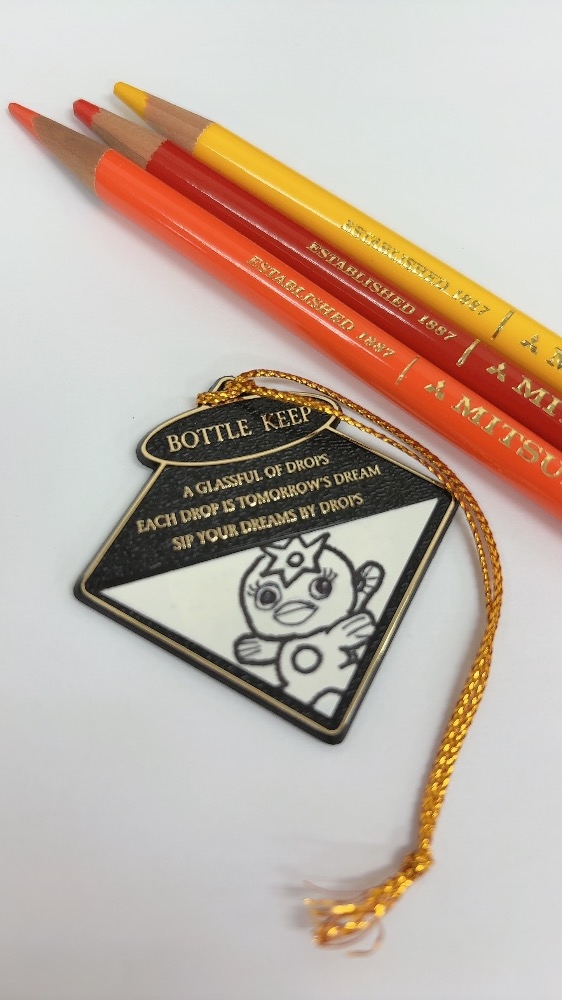 ESTABLISHED 1887
ESTABLISHED 1887 MIT
ESTABLISHED 1887 MITSU
BOTTLE KEEP
A GLASSFUL OF DROPS
EACH DROP IS TOMORROW'S DREAM
SIP YOUR DREAMS BY DROPS